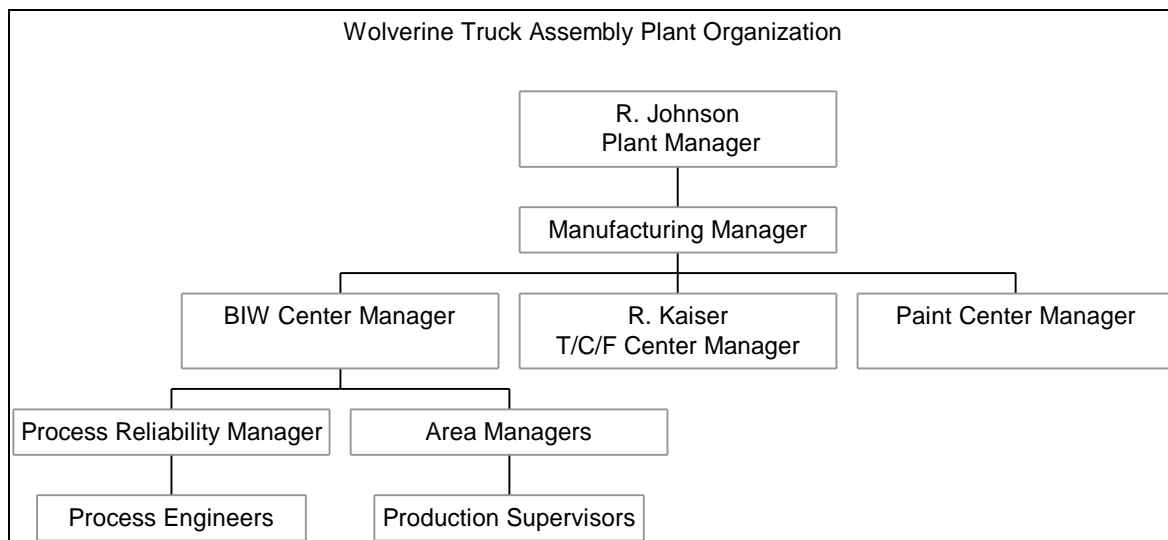 Wolverine Truck Assembly Plant Organization
R. Johnson
Plant Manager
Manufacturing Manager
BIW Center Manager
R. Kaiser
T/C/F Center Manager
Paint Center Manager
Process Reliability Manager
Area Managers
Process Engineers
Production Supervisors